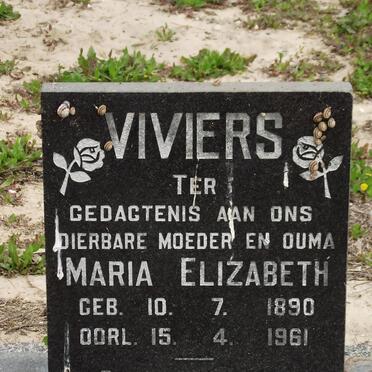 VIVIERS
TER
GEDAGTENIS AAN ONS
DIERBARE MOEDER EN OUMA
MARIA ELIZABETH
GEB. 10. 7. 1890
OORL. 15. 4. 1961